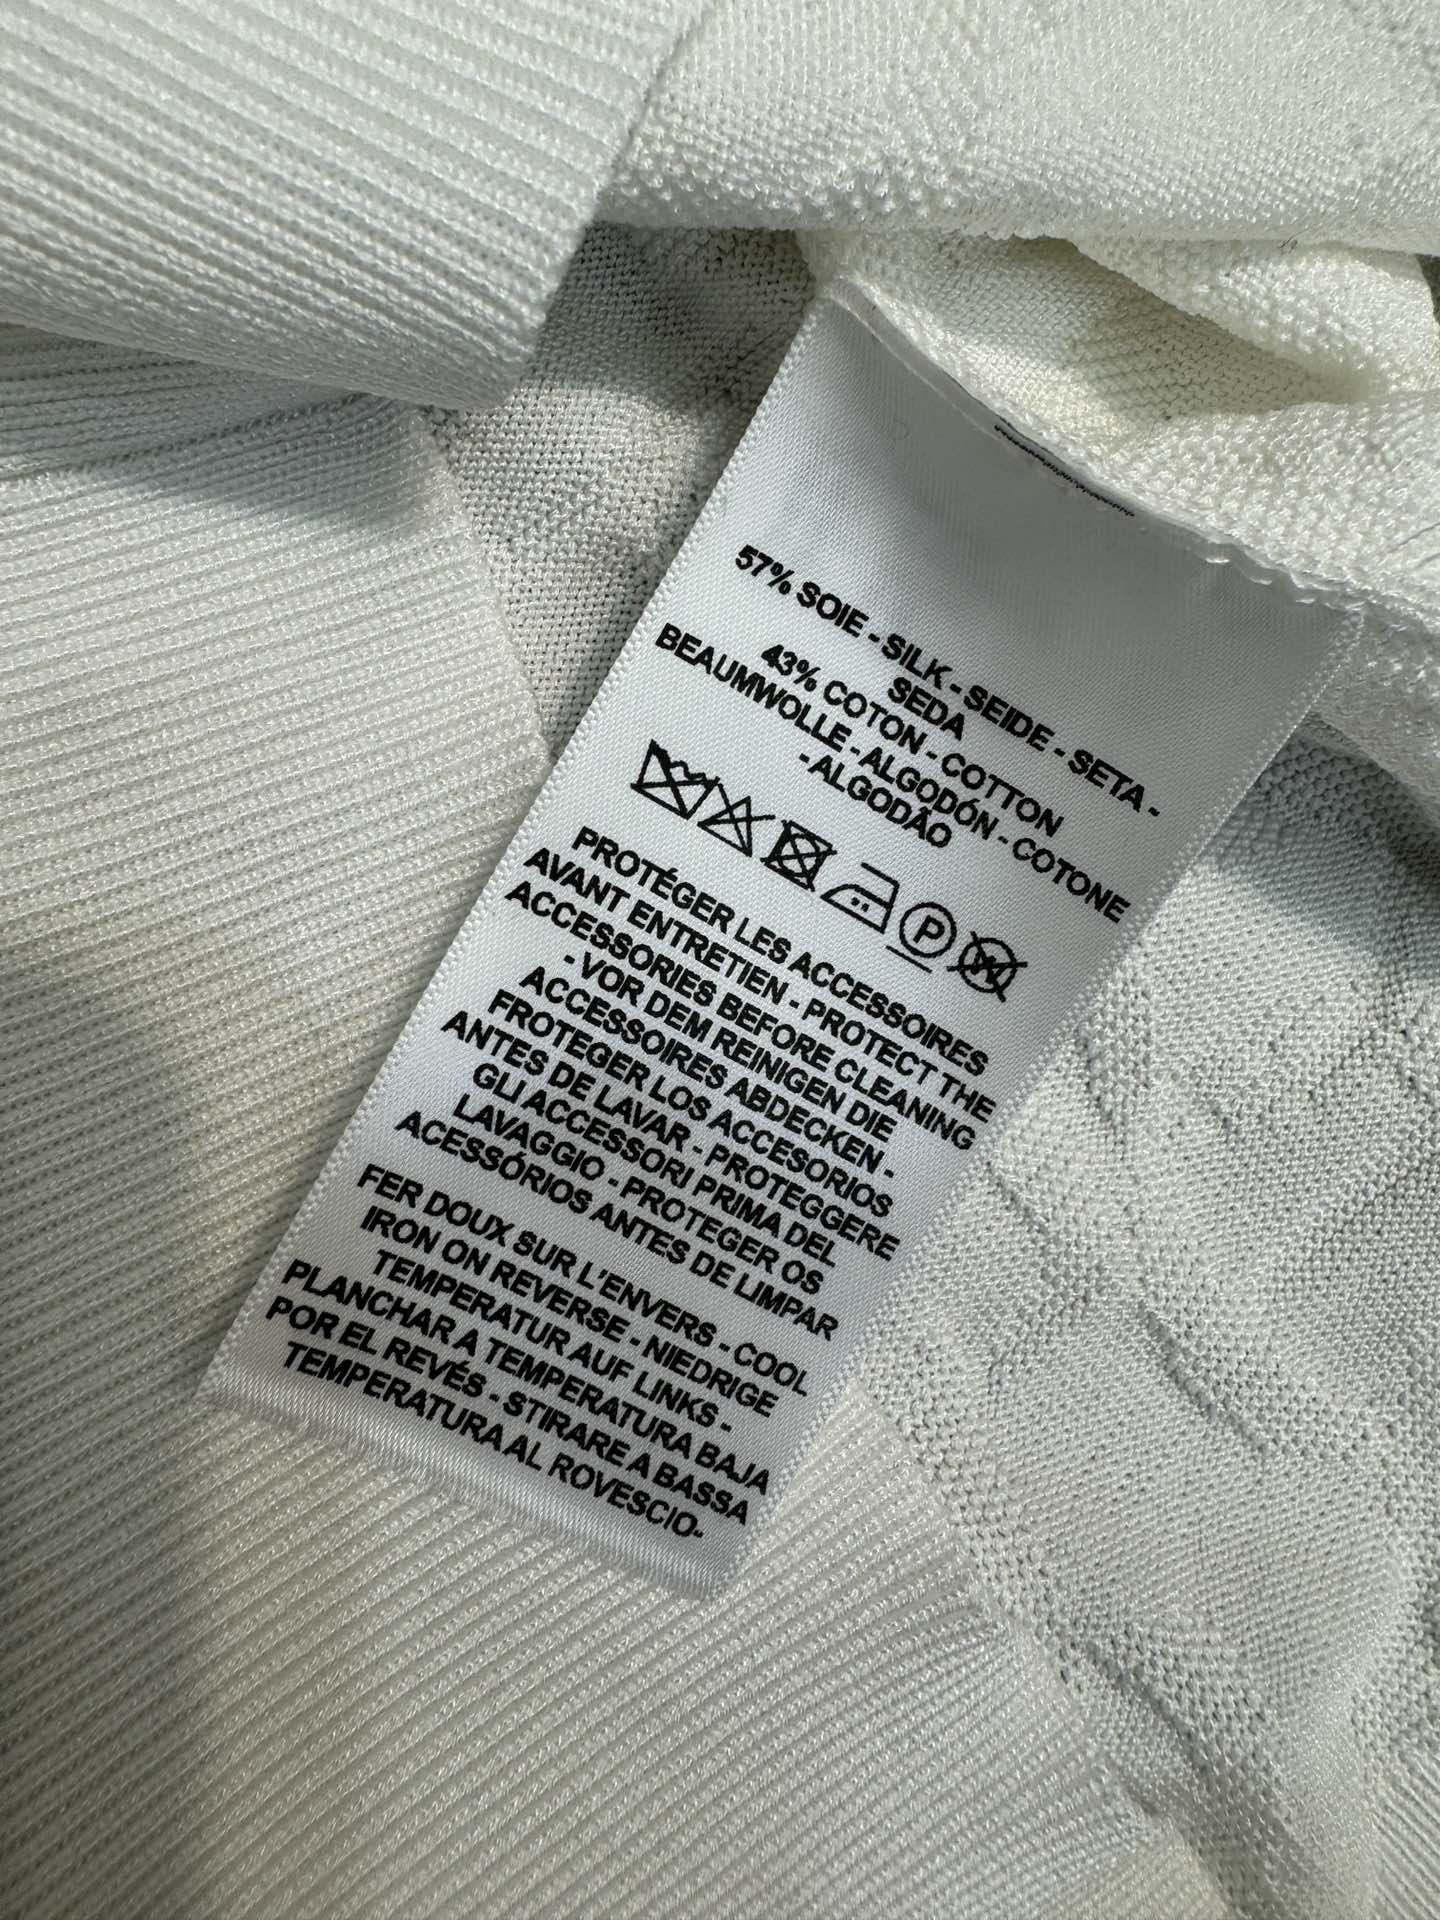 57% SOIE - SILK - SEIDE - SETA -
SEDA
43% COTON - COTTON
BEAUMWOLLE - ALGODÓN - COTONE
- ALGODÃO
P
PROTÉGER LES ACCESSOIRES
AVANT ENTRETIEN - PROTECT THE
ACCESSORIES BEFORE CLEANING
- VOR DEM REINIGEN DIE
ACCESSOIRES ABDECKEN -
FROTEGER LOS ACCESORIOS
ANTES DE LAVAR - PROTEGGERE
GLI ACCESSORI PRIMA DEL
LAVAGGIO - PROTEGER OS
ACESSÓRIOS ANTES DE LIMPAR
FER DOUX SUR L'ENVERS - COOL
IRON ON REVERSE - NIEDRIGE
TEMPERATUR AUF LINKS -
PLANCHAR A TEMPERATURA BAJA
POR EL REVÉS - STIRARE A BASSA
TEMPERATURA AL ROVESCIO-